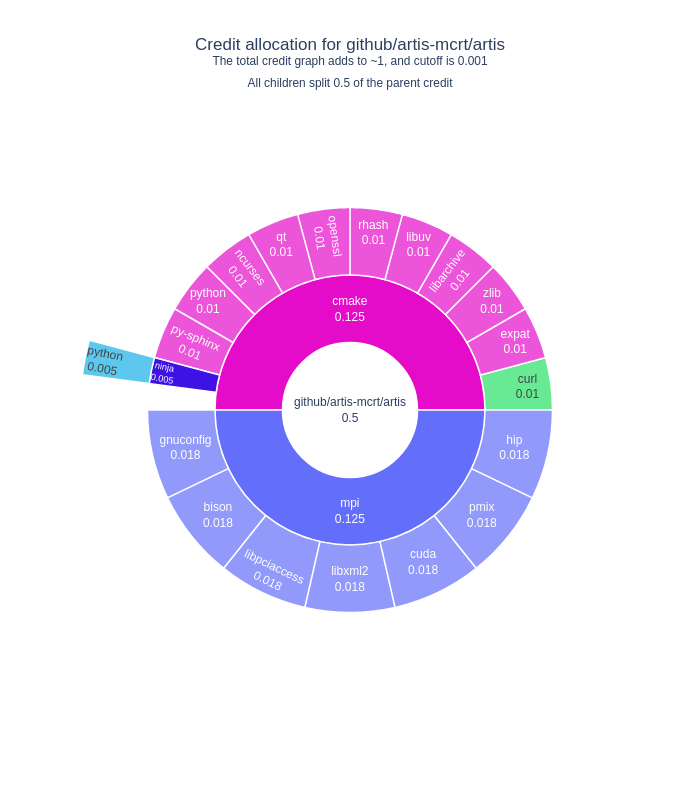 Credit allocation for github/artis-mcrt/artis
The total credit graph adds to ~1, and cutoff is 0.001
All children split 0.5 of the parent credit
github/artis-mcrt/artis
0.5
cmake
0.125
mpi
0.125
curl
0.01
expat
0.01
zlib
0.01
libarchive
0.01
libuv
0.01
rhash
0.01
openssl
0.01
qt
0.01
ncurses
0.01
python
0.01
py-sphinx
0.01
ninja
0.005
python
0.005
gnuconfig
0.018
bison
0.018
libpciaccess
0.018
libxml2
0.018
cuda
0.018
pmix
0.018
hip
0.018